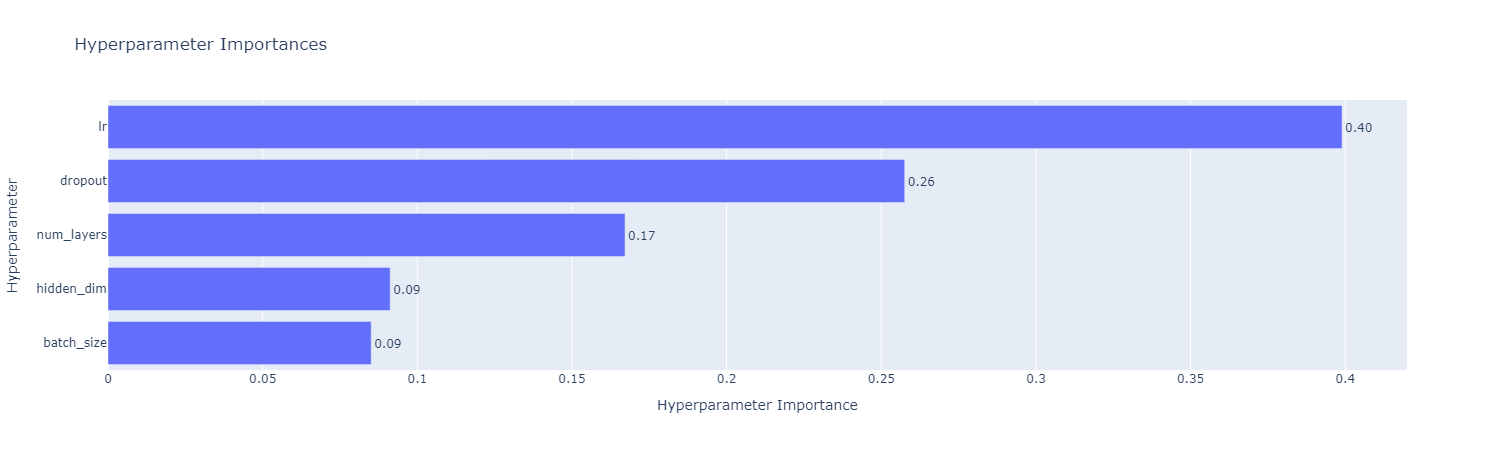 Hyperparameter Importances
Hyperparameter
lr
0.40
dropout
0.26
num_layers
0.17
hidden_dim
0.09
batch_size
0.09
0 0.05 0.1 0.15 0.2 0.25 0.3 0.35 0.4
Hyperparameter Importance